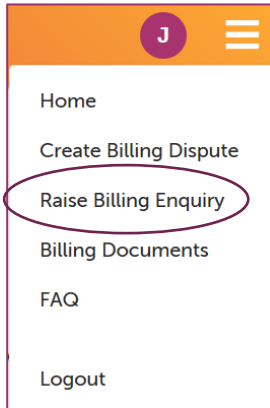 J
Home
Create Billing Dispute
Raise Billing Enquiry
Billing Documents
FAQ
Logout